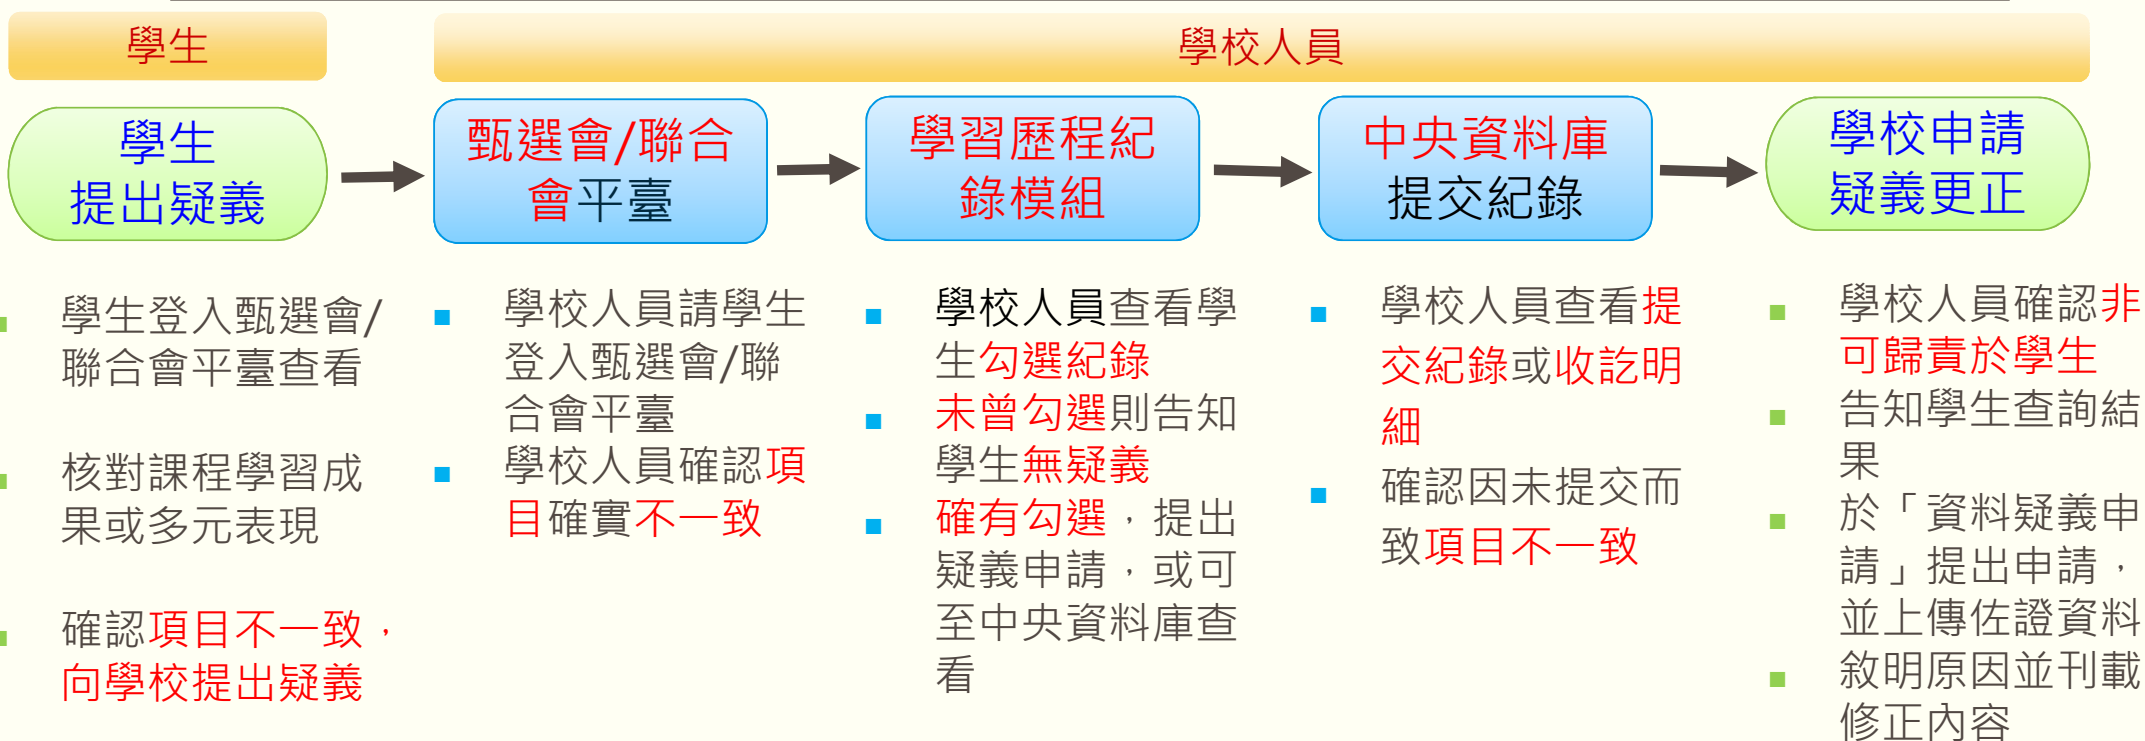 學生
學校人員
學生
提出疑義
甄選會/聯合
會平臺
學習歷程紀
錄模組
中央資料庫
提交紀錄
學校申請
疑義更正
學生登入甄選會/
聯合會平臺查看
核對課程學習成
果或多元表現
確認項目不一致，
向學校提出疑義
學校人員請學生
登入甄選會/聯
合會平臺
學校人員確認項
目確實不一致
學校人員查看學
生勾選紀錄
未曾勾選則告知
學生無疑義
確有勾選，提出
疑義申請，或可
至中央資料庫查
看
學校人員查看提
交紀錄或收訖明
細
確認因未提交而
致項目不一致
學校人員確認非
可歸責於學生
告知學生查詢結
果
於「資料疑義申
請」提出申請，
並上傳佐證資料
敘明原因並刊載
修正內容